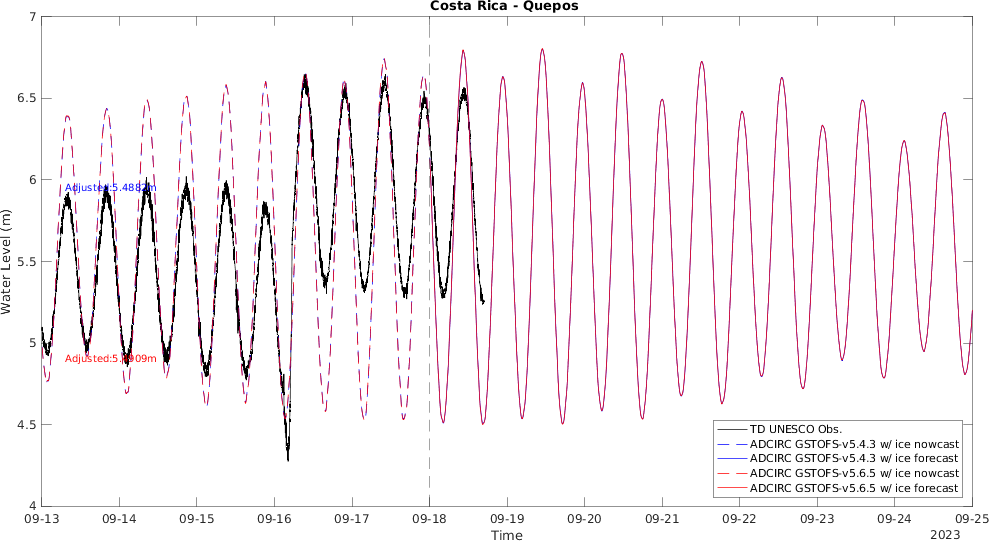 Costa Rica - Quepos
7
6.5
6
5.5
5
4.5
4
Water Level (m)
Adjusted:5.4882m
09-13 09-14 09-15 09-16 09-17 09-18 09-19 09-20 09-21 09-22 09-23 09-24 09-25
2023
Time
TD UNESCO Obs.
ADCIRC GSTOFS-v5.4.3 w/ ice nowcast
ADCIRC GSTOFS-v5.4.3 w/ ice forecast
ADCIRC GSTOFS-v5.6.5 w/ ice nowcast
ADCIRC GSTOFS-v5.6.5 w/ ice forecast